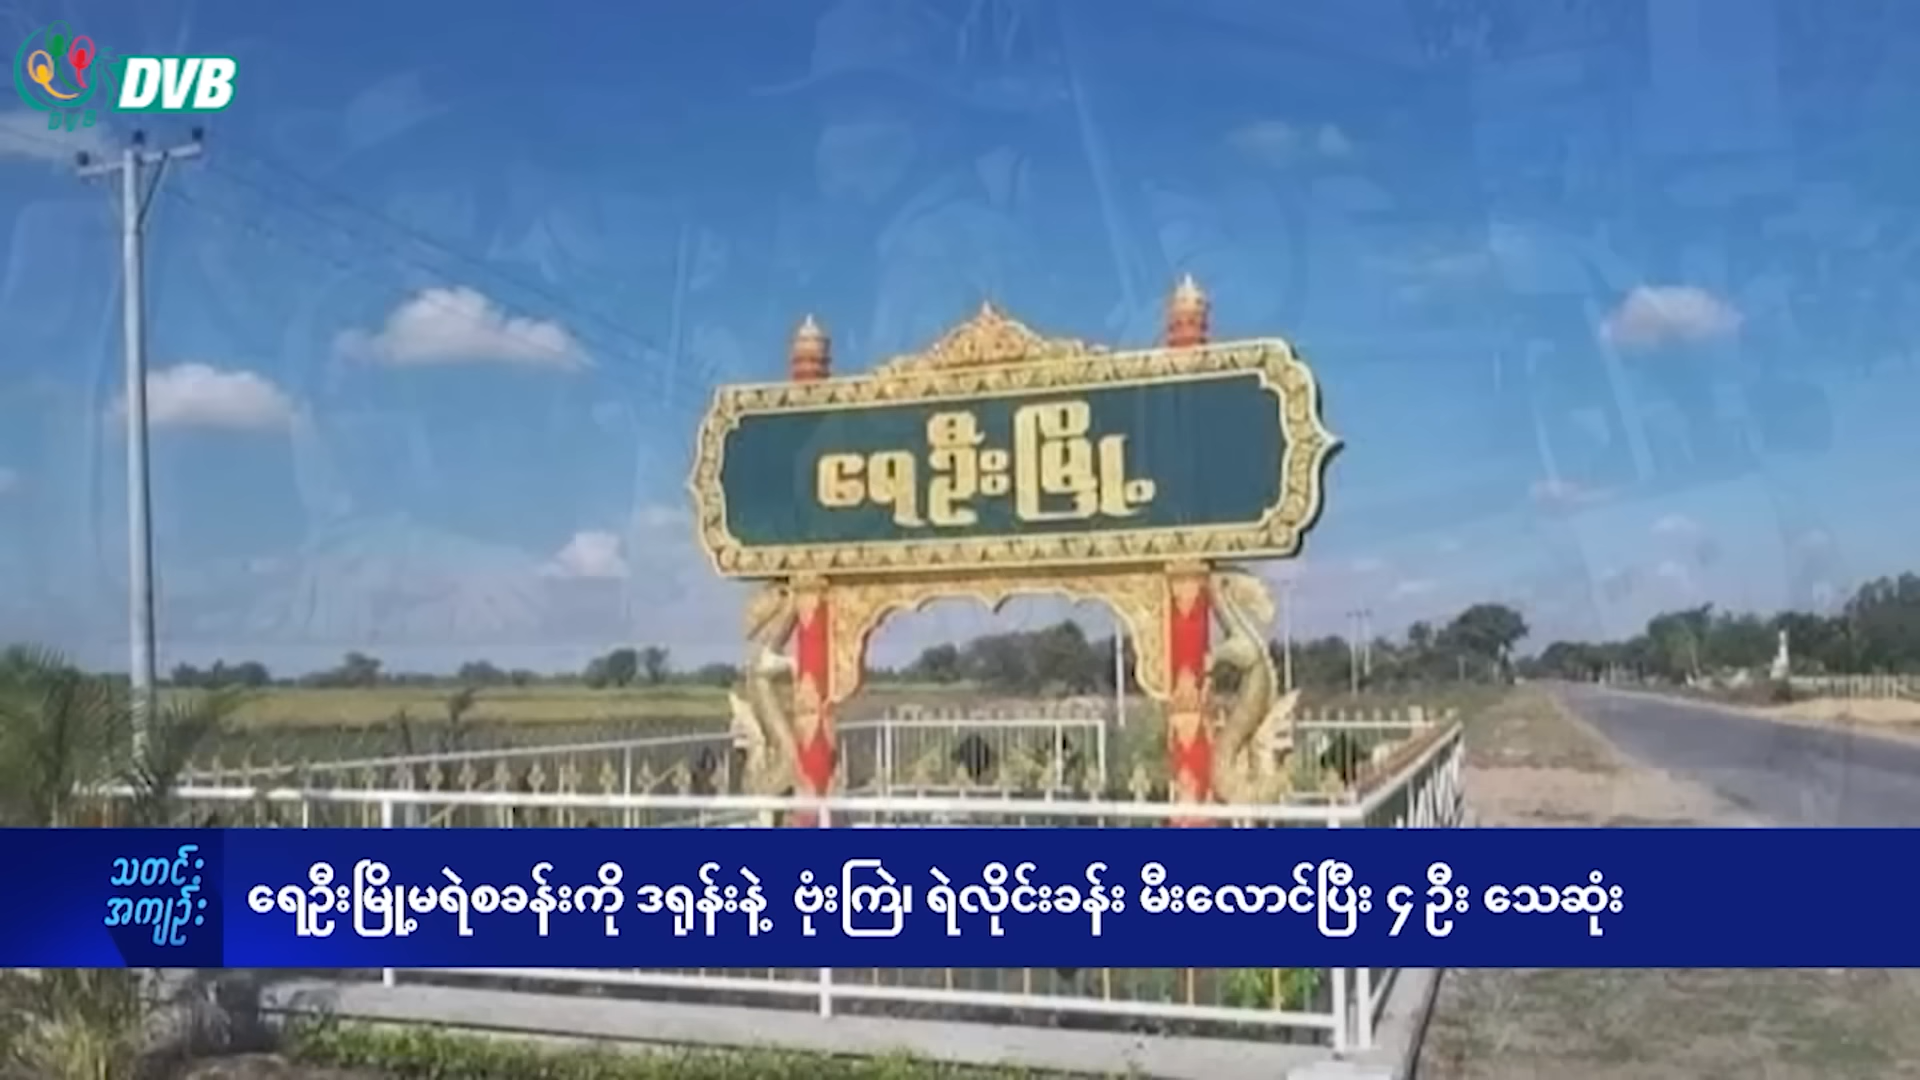 DVB
DVB
ရေဦးမြို့
သတင်း
အကျဉ်း
ရေဦးမြို့မရဲစခန်းကို ဒရုန်းနဲ့ ဗုံးကြဲ၊ ရဲလိုင်းခန်း မီးလောင်ပြီး ၄ ဦး သေဆုံး